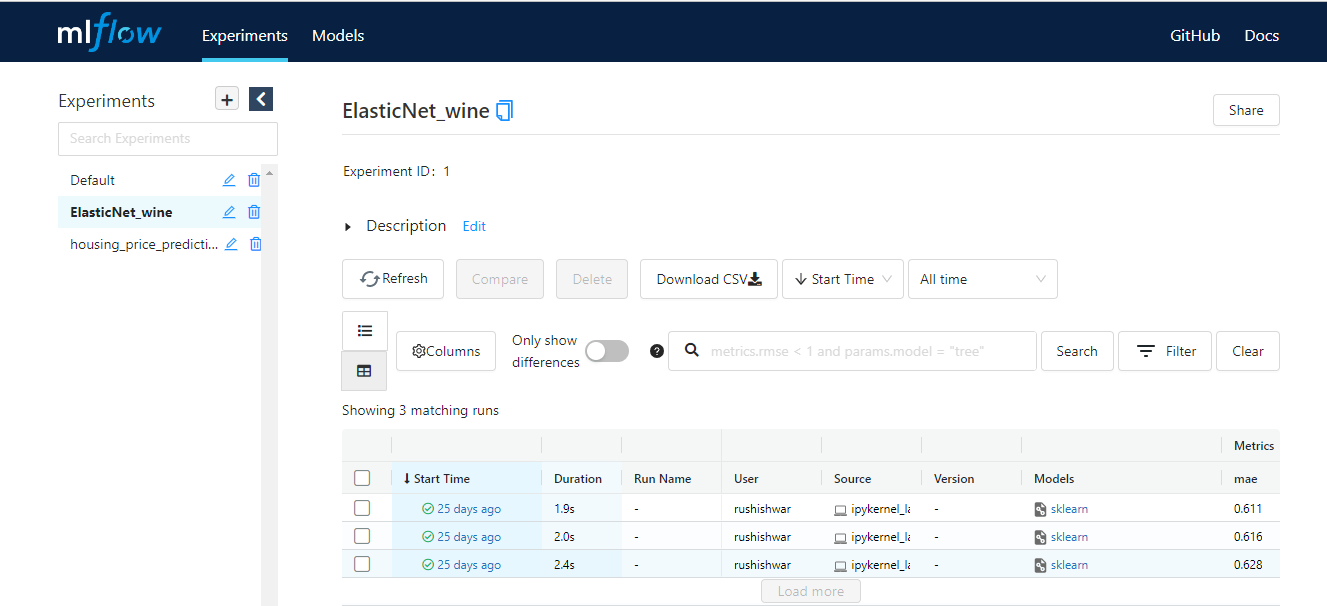 mlflow Experiments Models GitHub Docs
Experiments +
Search Experiments
Default
ElasticNet_wine
housing_price_predicti...
ElasticNet_wine Share
Experiment ID: 1
Description Edit
Refresh Compare Delete Download CSV Start Time All time
Columns Only show differences ? metrics.rmse < 1 and params.model = "tree" Search Filter Clear
Showing 3 matching runs
Metrics
Start Time Duration Run Name User Source Version Models mae
25 days ago 1.9s - rushishwar ipykernel_la - sklearn 0.611
25 days ago 2.0s - rushishwar ipykernel_la - sklearn 0.616
25 days ago 2.4s - rushishwar ipykernel_la - sklearn 0.628
Load more